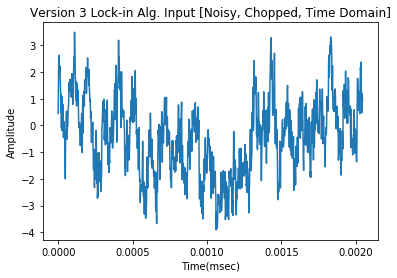 Version 3 Lock-in Alg. Input [Noisy, Chopped, Time Domain]
3
2
1
0
−1
−2
−3
−4
Amplitude
0.0000 0.0005 0.0010 0.0015 0.0020
Time(msec)